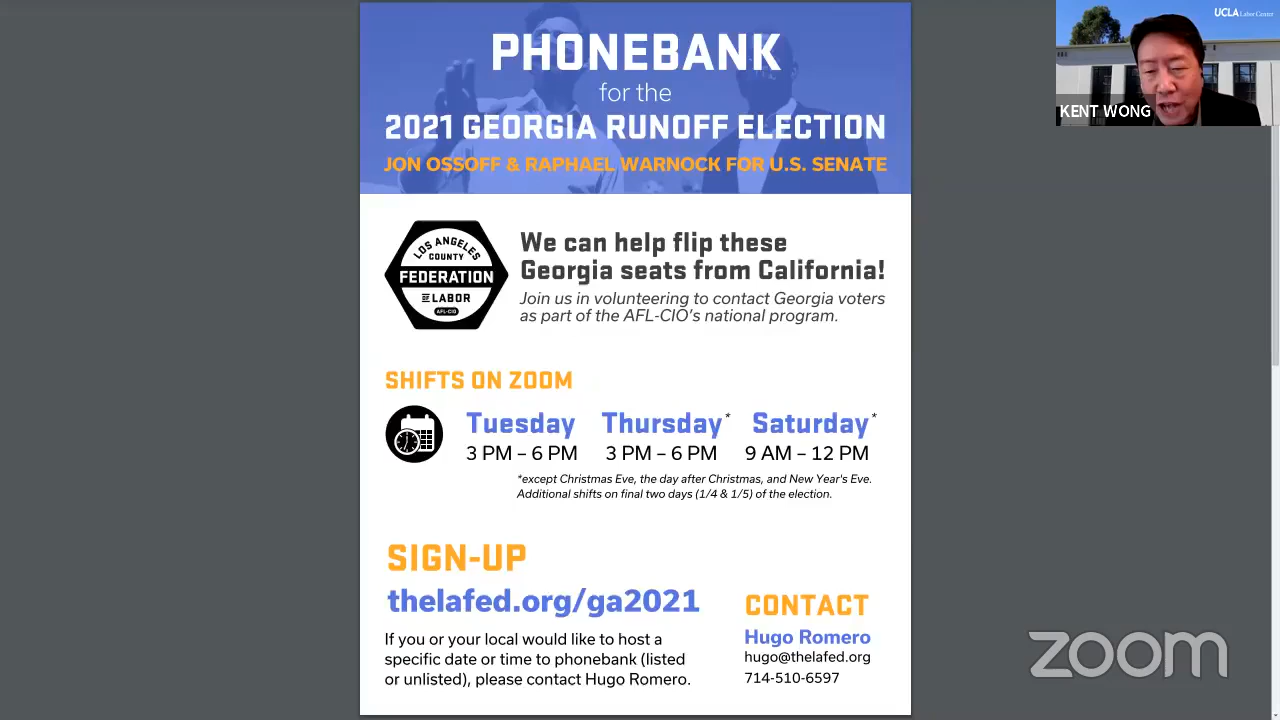 PHONEBANK
for the
2021 GEORGIA RUNOFF ELECTION
JON OSSOFF & RAPHAEL WARNOCK FOR U.S. SENATE
UCLA Labor Center
KENT WONG
LOS ANGELES
COUNTY
FEDERATION
OF LABOR
AFL-CIO
We can help flip these
Georgia seats from California!
Join us in volunteering to contact Georgia voters
as part of the AFL-CIO's national program.
SHIFTS ON ZOOM
Tuesday Thursday* Saturday*
3 PM – 6 PM 3 PM – 6 PM 9 AM – 12 PM
*except Christmas Eve, the day after Christmas, and New Year's Eve.
Additional shifts on final two days (1/4 & 1/5) of the election.
SIGN-UP
thelafed.org/ga2021
If you or your local would like to host a
specific date or time to phonebank (listed
or unlisted), please contact Hugo Romero.
CONTACT
Hugo Romero
hugo@thelafed.org
714-510-6597
zoom